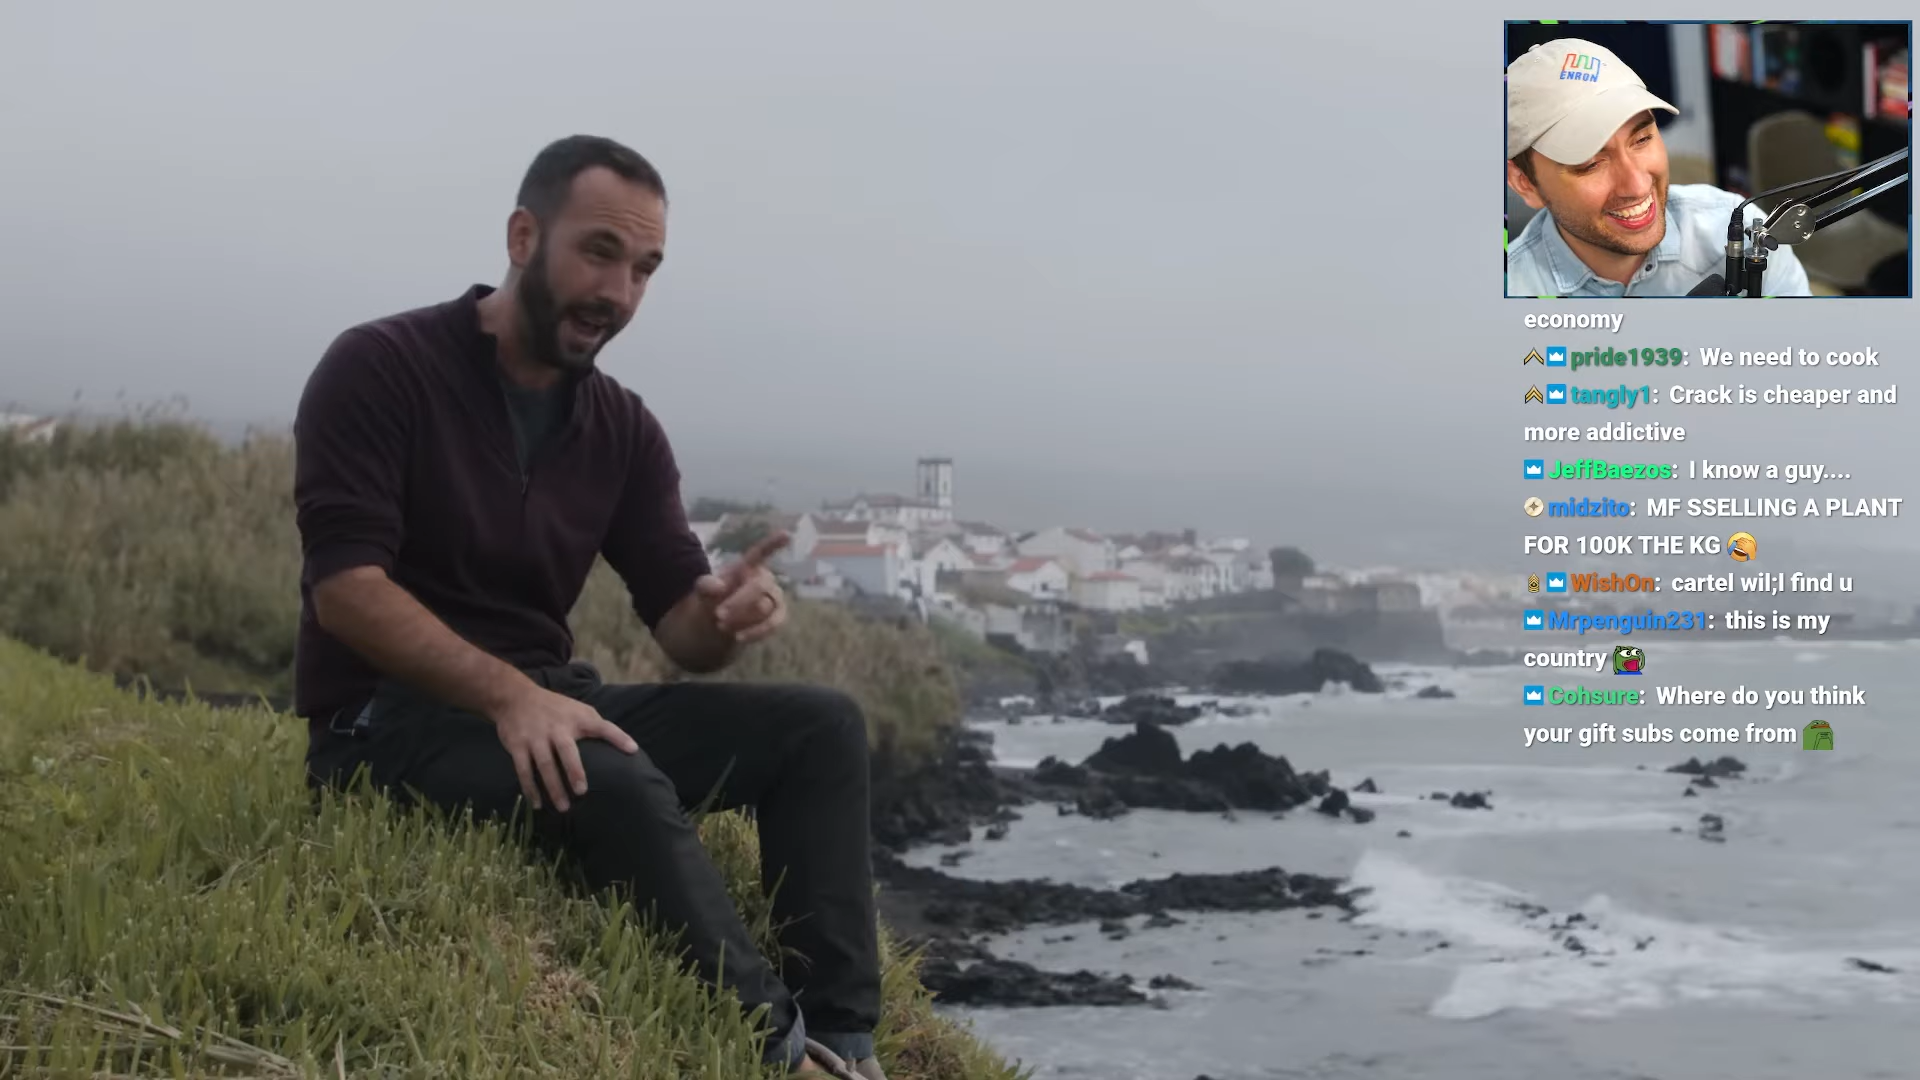 ENRON
economy
pride1939: We need to cook
tangly1: Crack is cheaper and
more addictive
JeffBaezos: I know a guy....
midzito: MF SSELLING A PLANT
FOR 100K THE KG
WishOn: cartel wil;l find u
Mrpenguin231: this is my
country
Cohsure: Where do you think
your gift subs come from